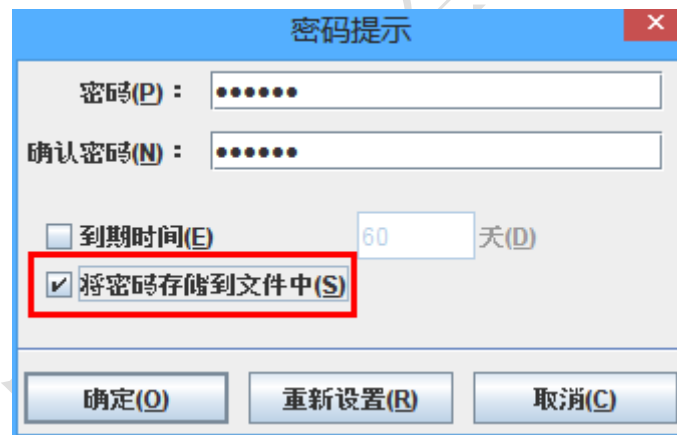 密码提示
密码(P)： ••••••
确认密码(N)： ••••••
到期时间(E) 60 天(D)
将密码存储到文件中(S)
确定(O) 重新设置(R) 取消(C)